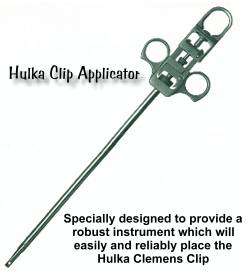 Hulka Clip Applicator
Specially designed to provide a
robust instrument which will
easily and reliably place the
Hulka Clemens Clip